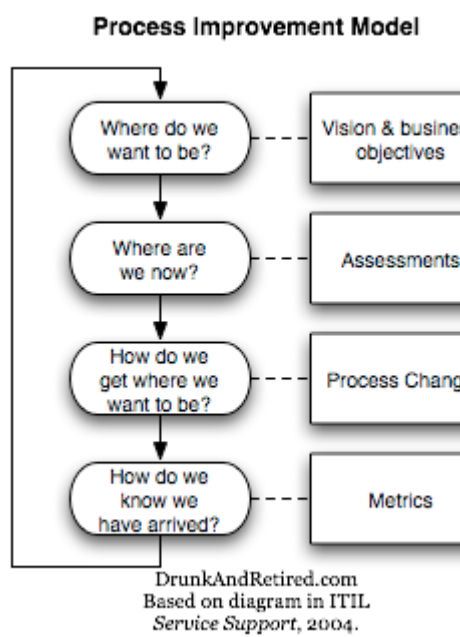 Process Improvement Model
Where do we
want to be?
Vision & busines
objectives
Where are
we now?
Assessments
How do we
get where we
want to be?
Process Chang
How do we
know we
have arrived?
Metrics
DrunkAndRetired.com
Based on diagram in ITIL
Service Support, 2004.